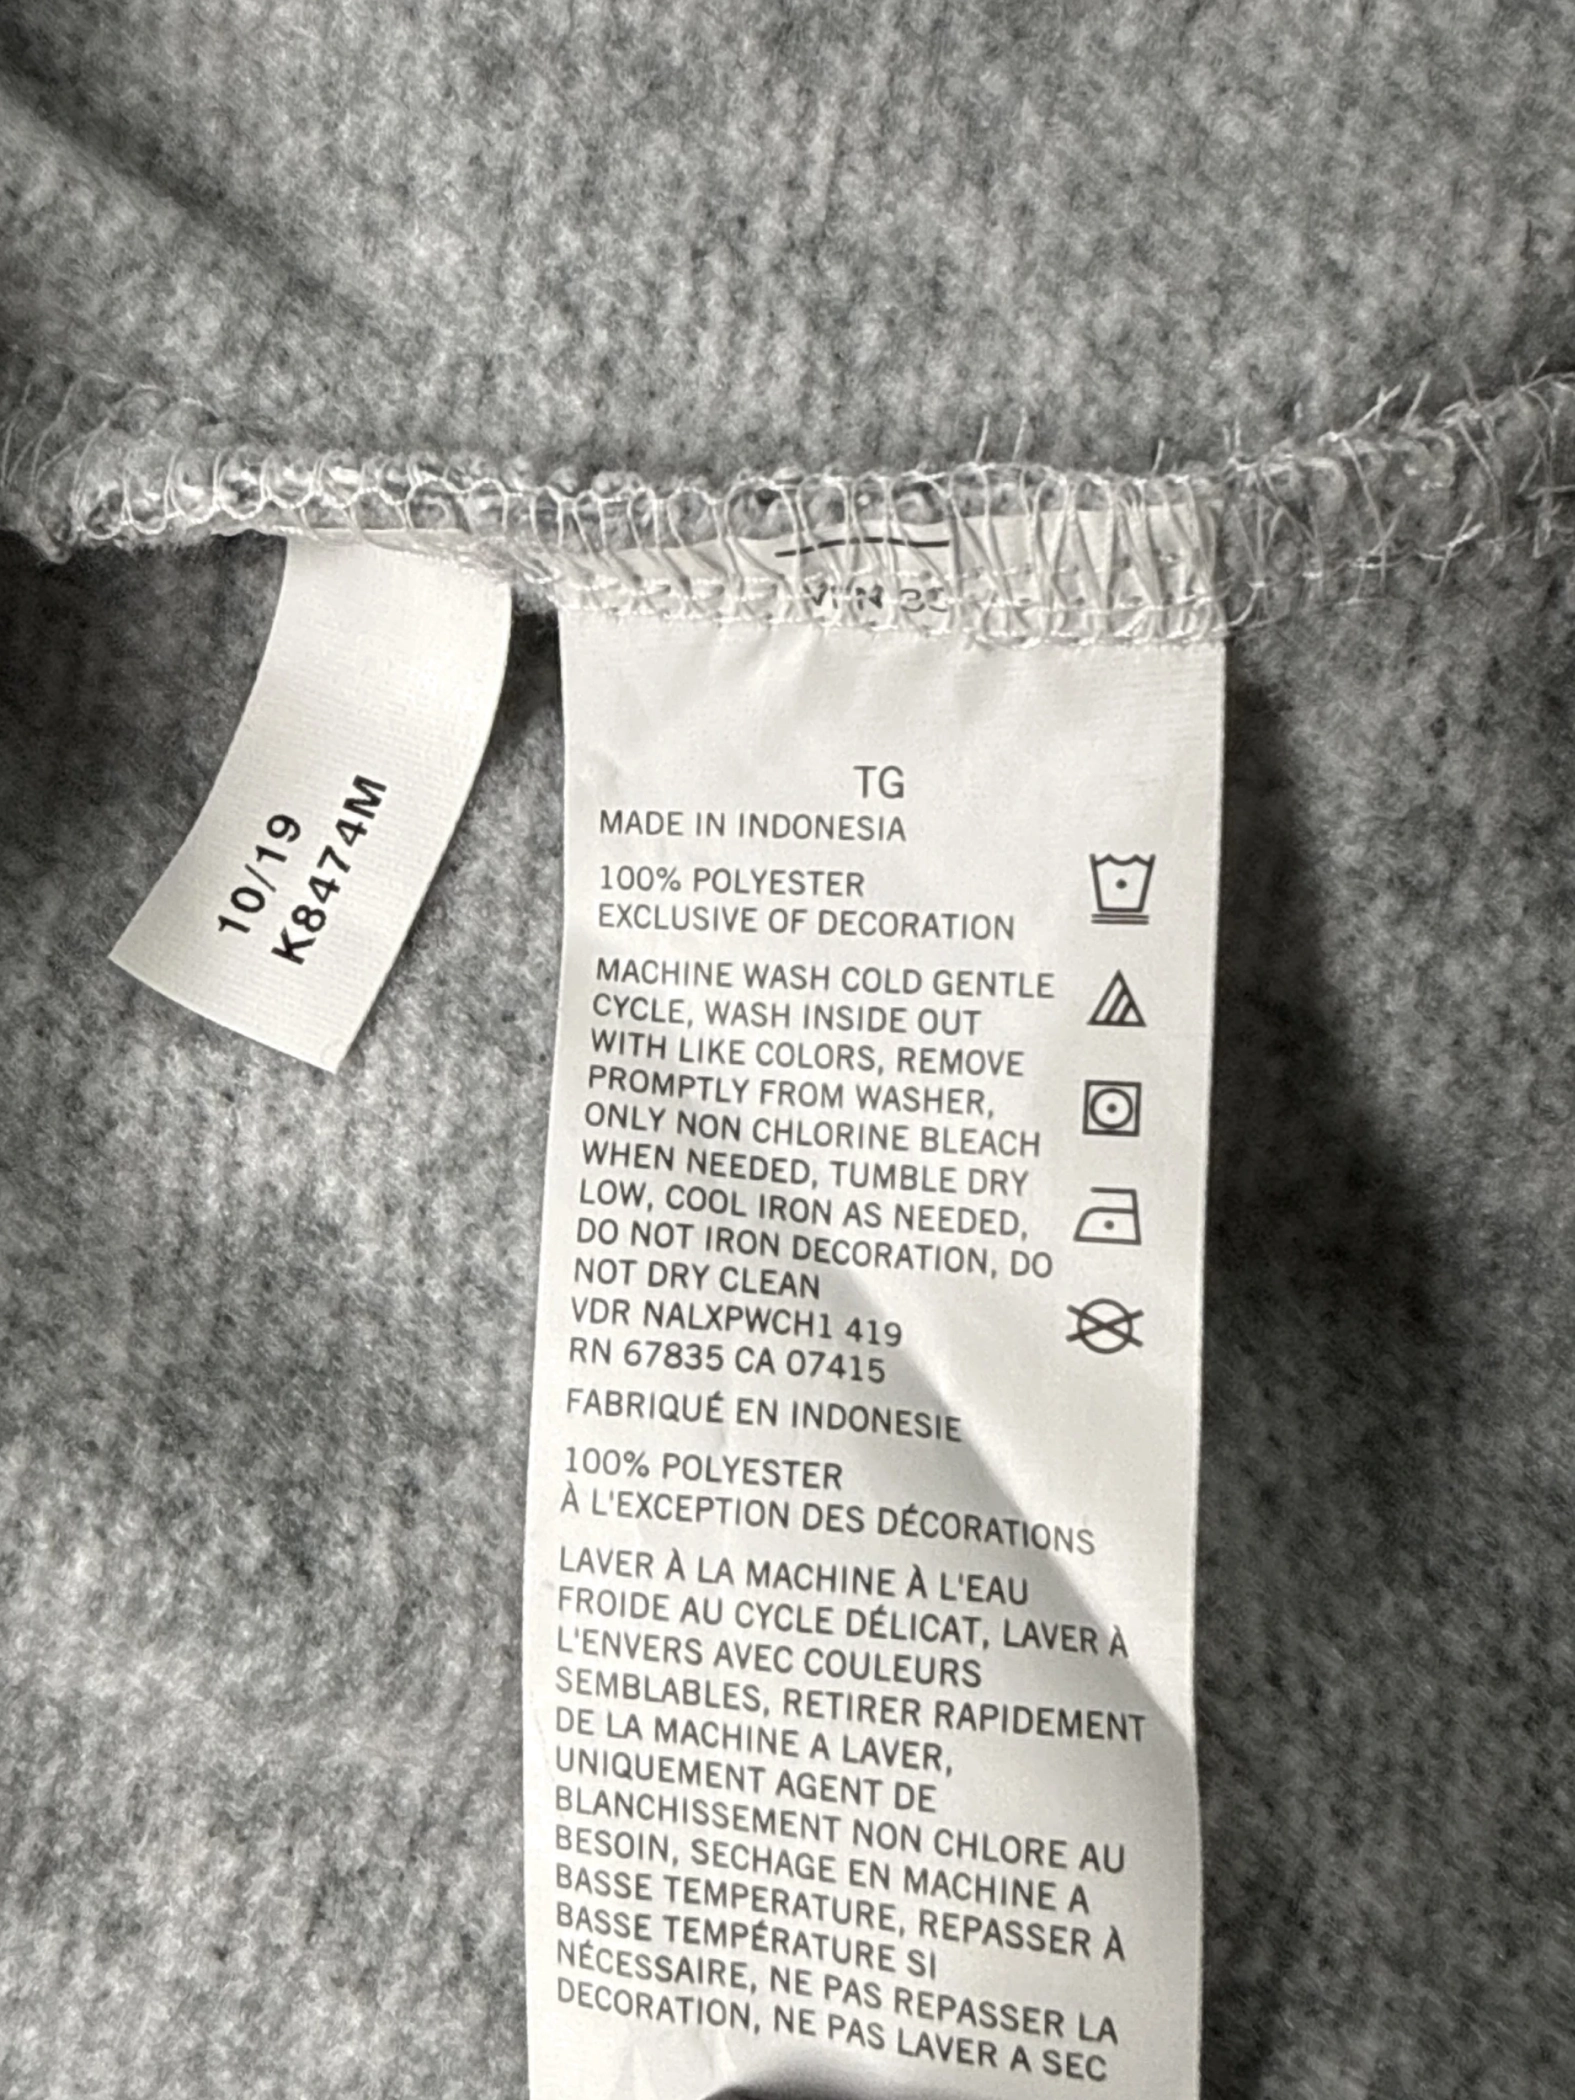 10/19
K8474M
TG
MADE IN INDONESIA
100% POLYESTER
EXCLUSIVE OF DECORATION
MACHINE WASH COLD GENTLE
CYCLE, WASH INSIDE OUT
WITH LIKE COLORS, REMOVE
PROMPTLY FROM WASHER,
ONLY NON CHLORINE BLEACH
WHEN NEEDED, TUMBLE DRY
LOW, COOL IRON AS NEEDED,
DO NOT IRON DECORATION, DO
NOT DRY CLEAN
VDR NALXPWCH1 419
RN 67835 CA 07415
FABRIQUÉ EN INDONESIE
100% POLYESTER
À L'EXCEPTION DES DÉCORATIONS
LAVER À LA MACHINE À L'EAU
FROIDE AU CYCLE DÉLICAT, LAVER À
L'ENVERS AVEC COULEURS
SEMBLABLES, RETIRER RAPIDEMENT
DE LA MACHINE A LAVER,
UNIQUEMENT AGENT DE
BLANCHISSEMENT NON CHLORE AU
BESOIN, SECHAGE EN MACHINE A
BASSE TEMPERATURE, REPASSER À
BASSE TEMPÉRATURE SI
NÉCESSAIRE, NE PAS REPASSER LA
DECORATION, NE PAS LAVER A SEC